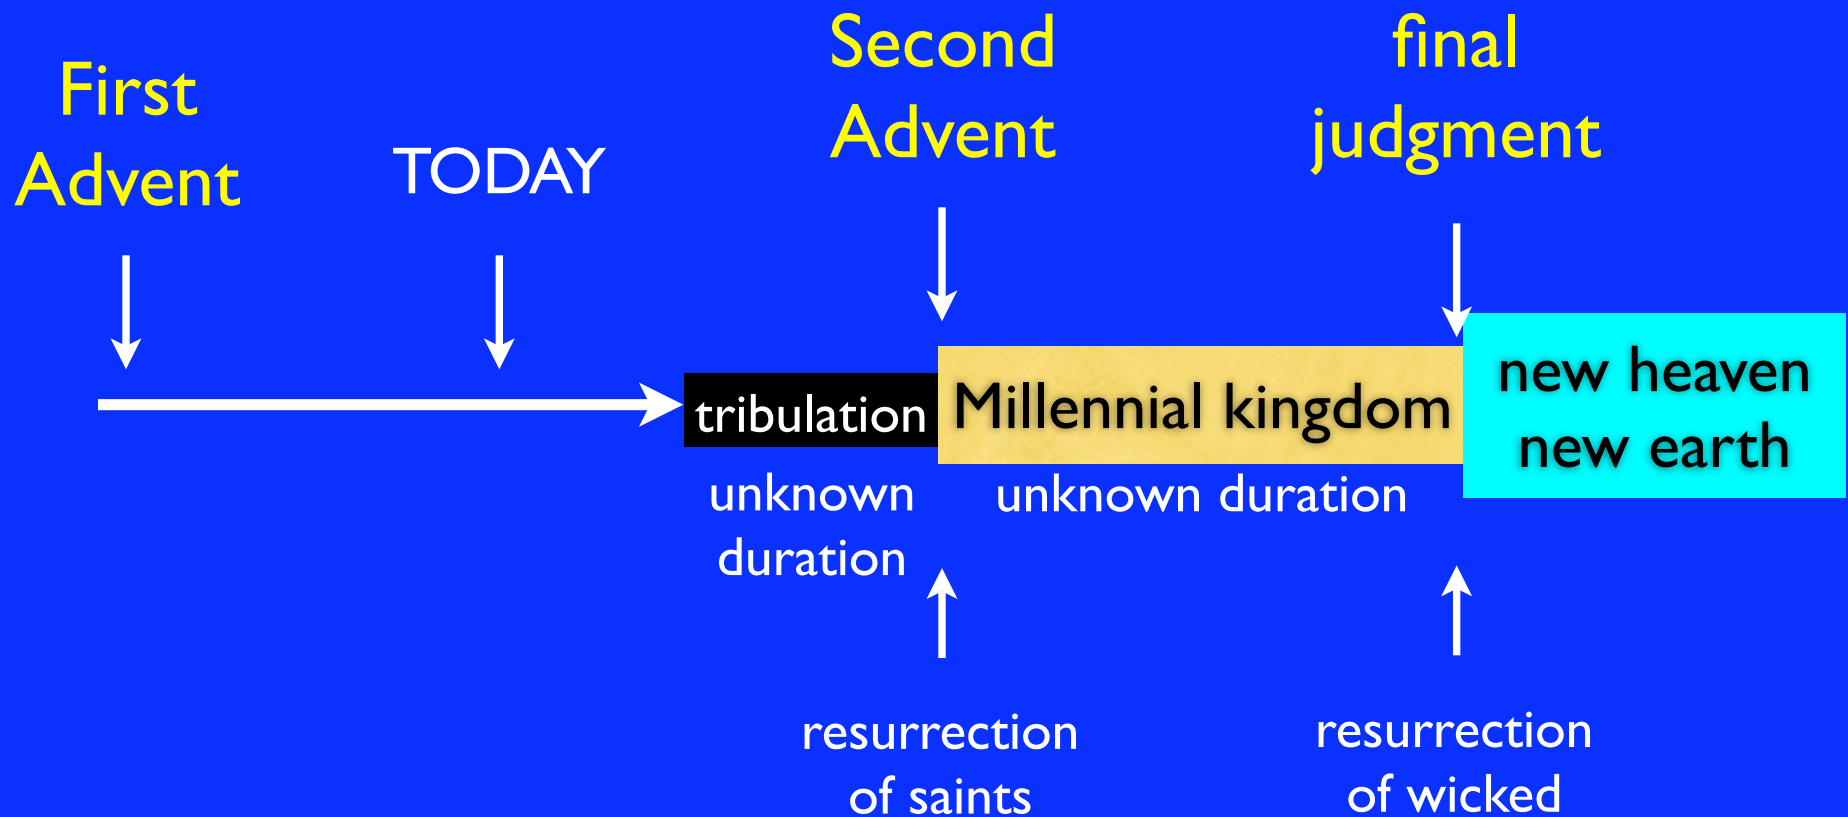 First
Advent
TODAY
Second
Advent
final
judgment
tribulation
Millennial kingdom
new heaven
new earth
unknown
duration
unknown duration
resurrection
of saints
resurrection
of wicked